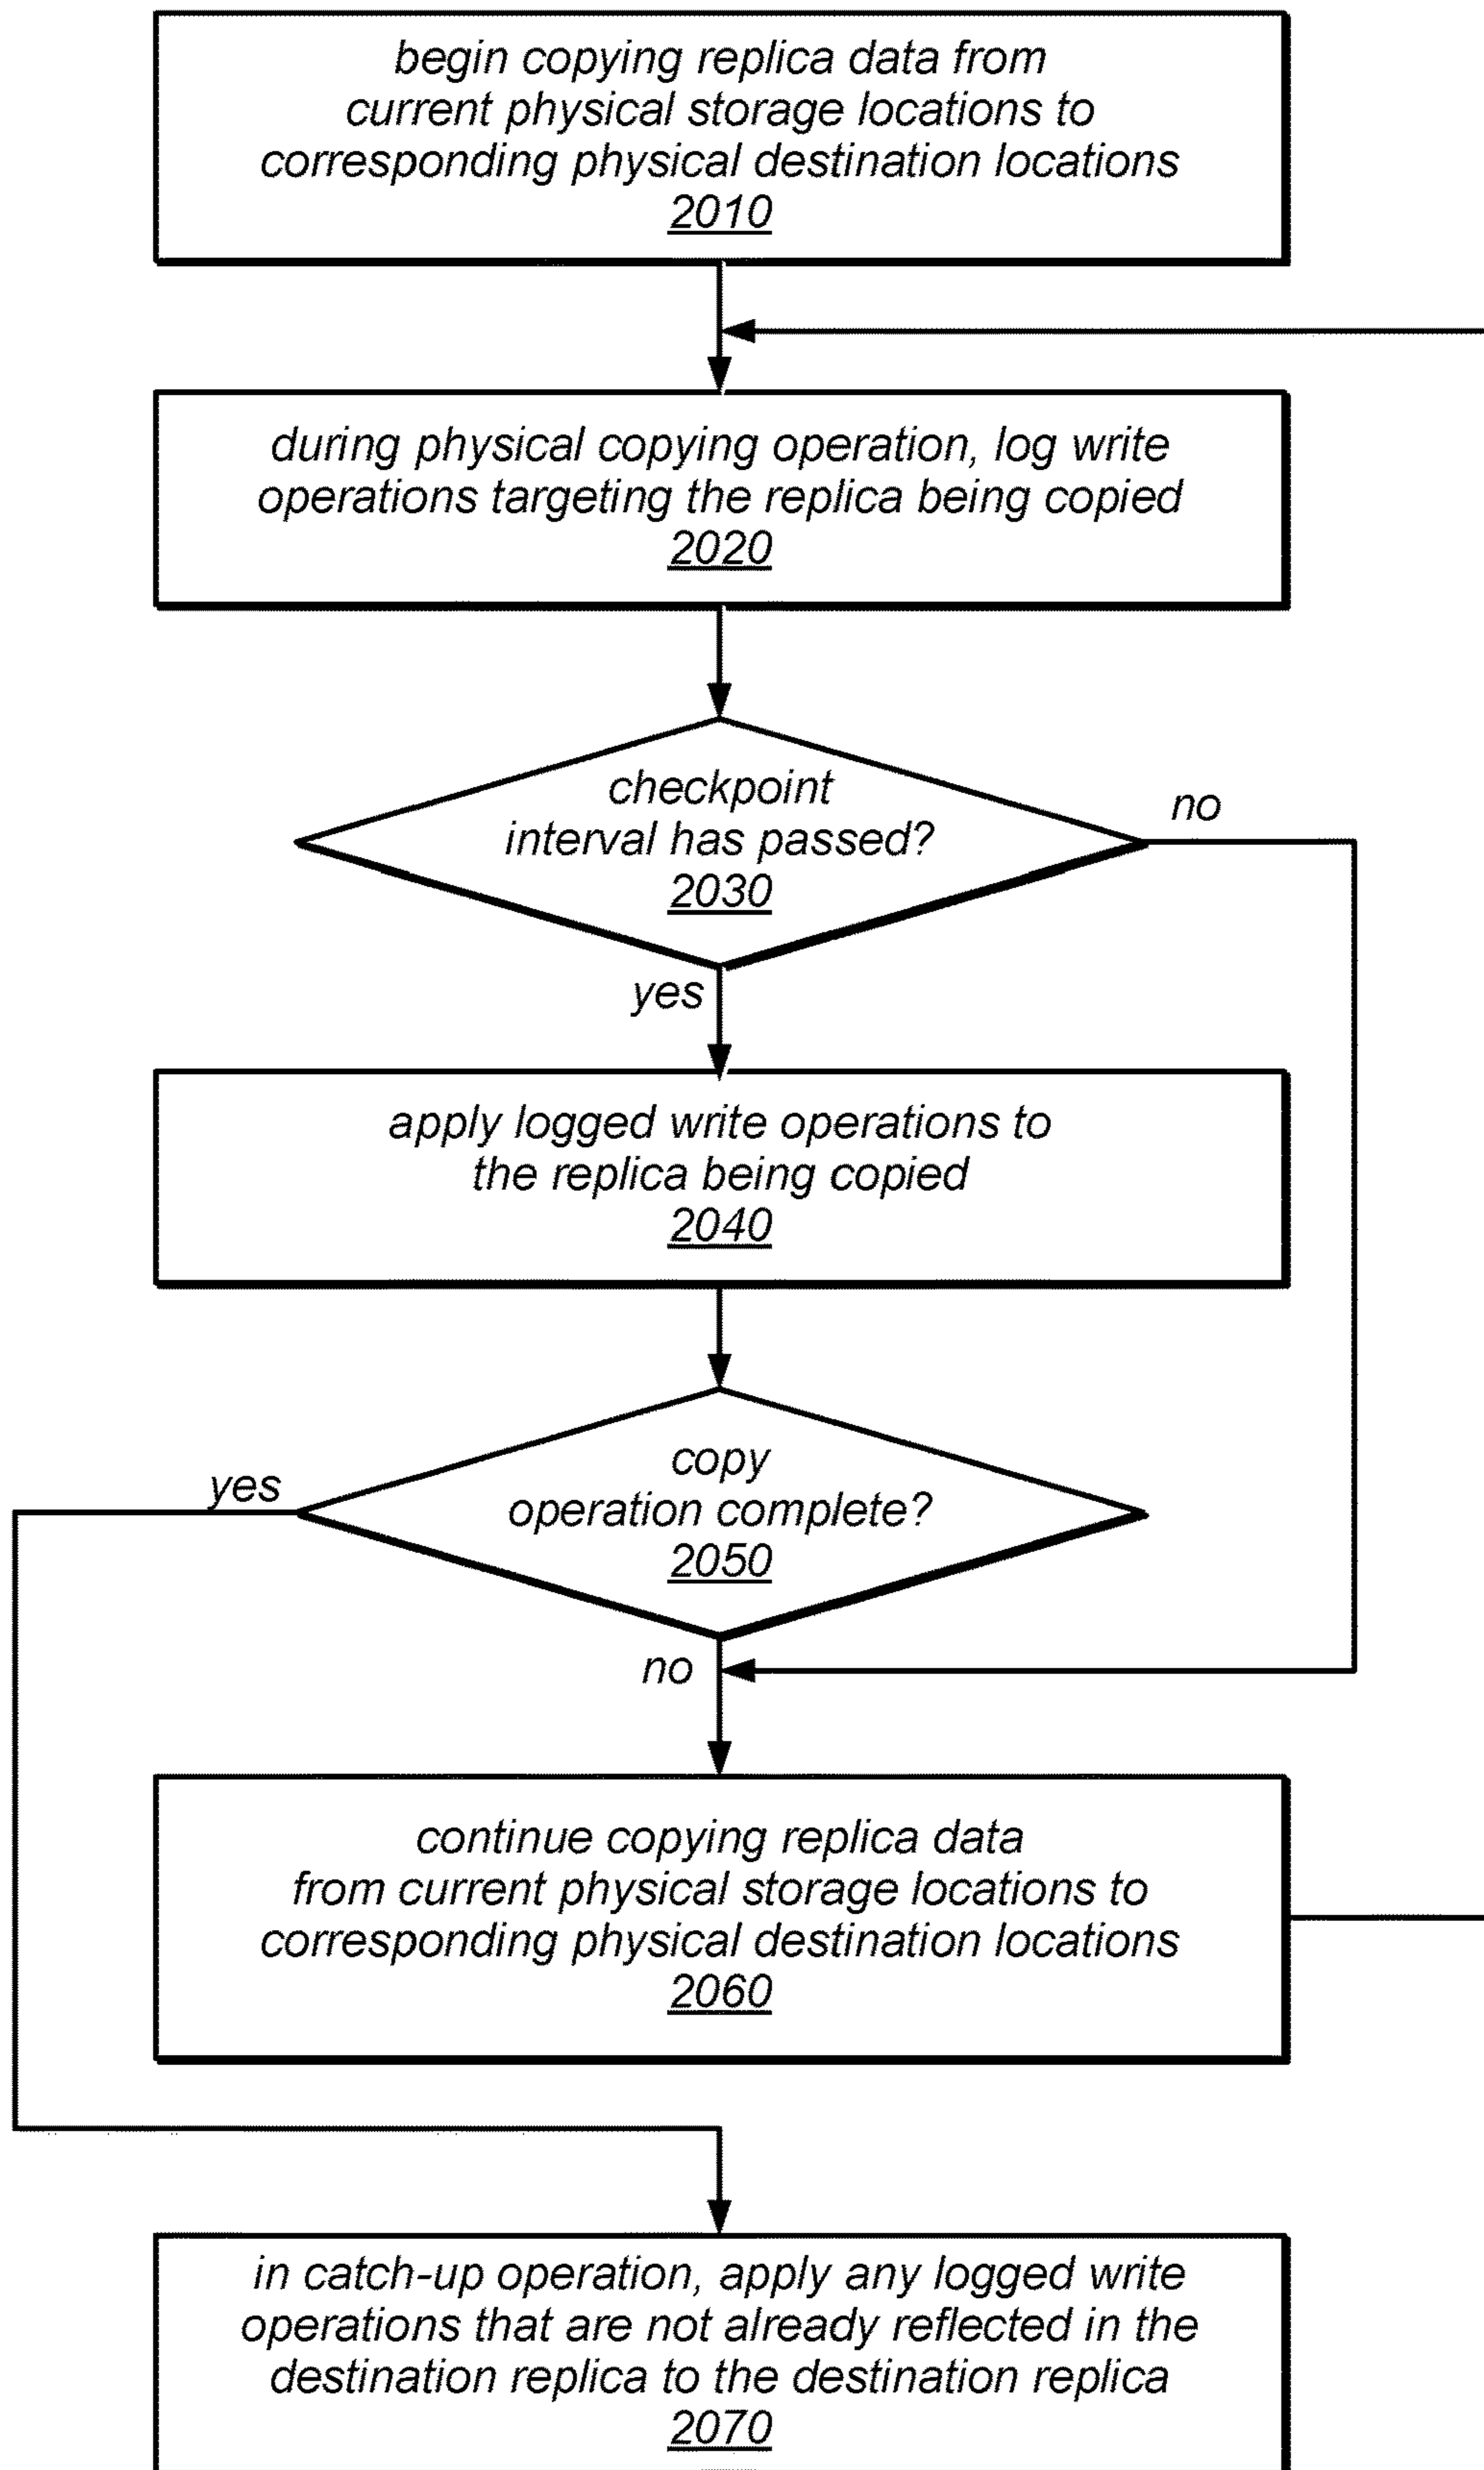 begin copying replica data from
current physical storage locations to
corresponding physical destination locations
2010
during physical copying operation, log write
operations targeting the replica being copied
2020
checkpoint
interval has passed?
2030
no
yes
apply logged write operations to
the replica being copied
2040
copy
operation complete?
2050
yes
no
continue copying replica data
from current physical storage locations to
corresponding physical destination locations
2060
in catch-up operation, apply any logged write
operations that are not already reflected in the
destination replica to the destination replica
2070